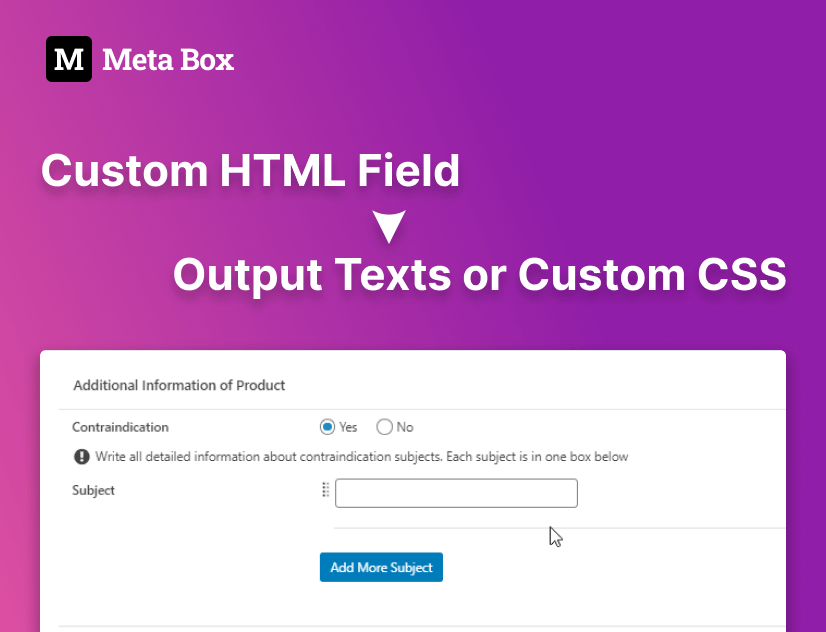 M Meta Box
Custom HTML Field
Output Texts or Custom CSS
Additional Information of Product
Contraindication Yes No
! Write all detailed information about contraindication subjects. Each subject is in one box below
Subject
Add More Subject